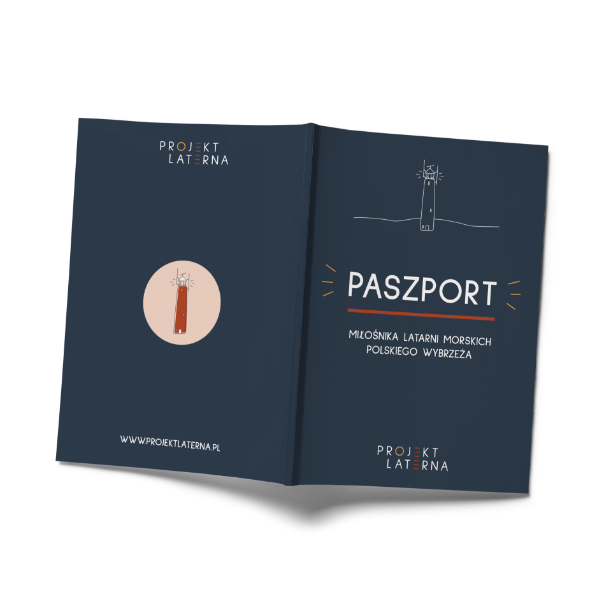 PROJEKT
LATERNA
WWW.PROJEKTLATERNA.PL
PASZPORT
MIŁOŚNIKA LATARNI MORSKICH
POLSKIEGO WYBRZEŻA
PROJEKT
LATERNA